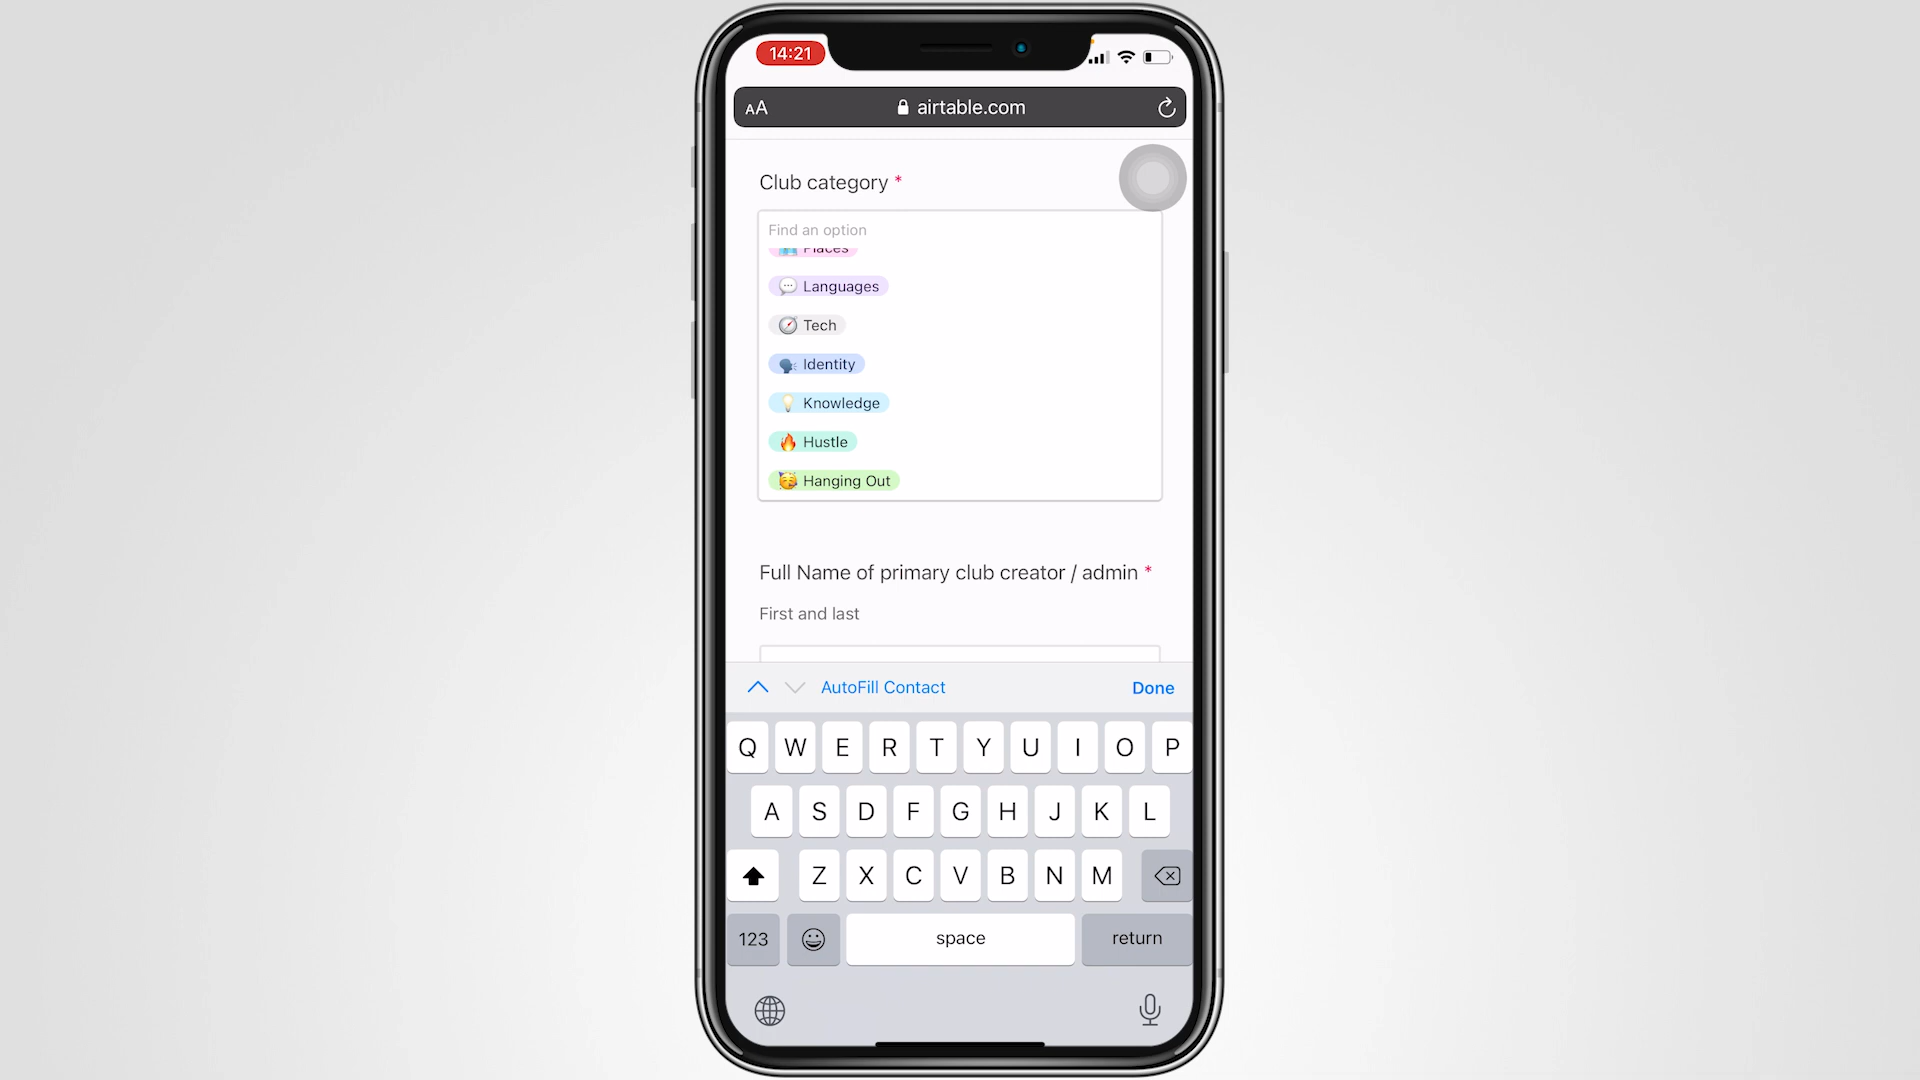 14:21
AA airtable.com
Club category *
Find an option
Places
Languages
Tech
Identity
Knowledge
Hustle
Hanging Out
Full Name of primary club creator / admin *
First and last
AutoFill Contact Done
Q W E R T Y U I O P
A S D F G H J K L
Z X C V B N M
123 space return